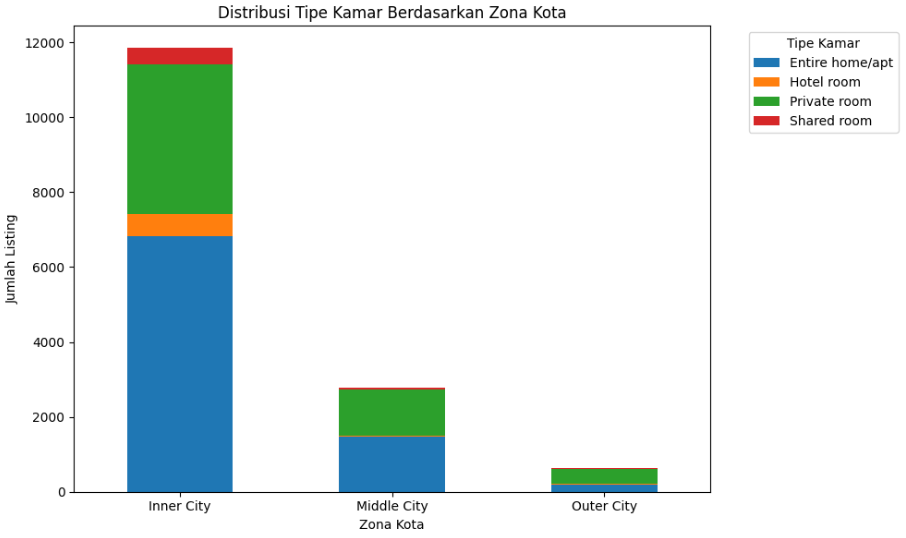 Distribusi Tipe Kamar Berdasarkan Zona Kota
Tipe Kamar
Entire home/apt
Hotel room
Private room
Shared room
12000
10000
8000
6000
4000
2000
0
Jumlah Listing
Inner City
Middle City
Outer City
Zona Kota